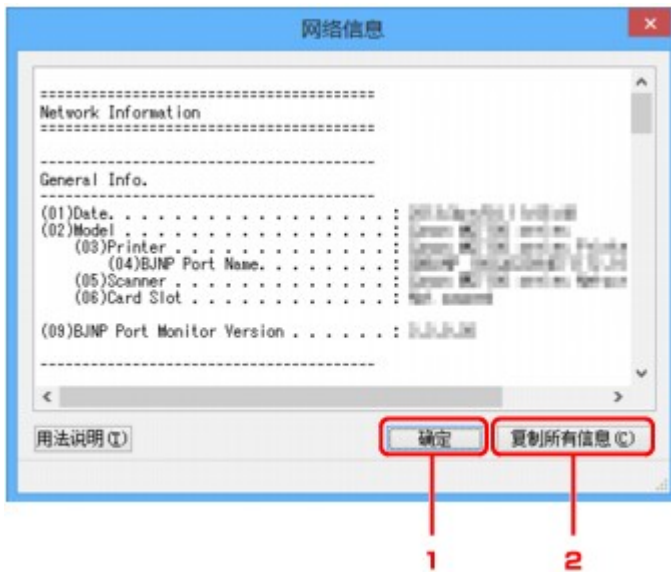 网络信息
========================================
Network Information
========================================
----------------------------------------
General Info.
----------------------------------------
(01)Date. . . . . . . . . . . . . . . . . :
(02)Model . . . . . . . . . . . . . . . . :
(03)Printer . . . . . . . . . . . . . :
(04)BJNP Port Name. . . . . . . . :
(05)Scanner . . . . . . . . . . . . . :
(06)Card Slot . . . . . . . . . . . . :
(09)BJNP Port Monitor Version . . . . . . :
----------------------------------------
用法说明(I)
确定
复制所有信息(C)
1
2